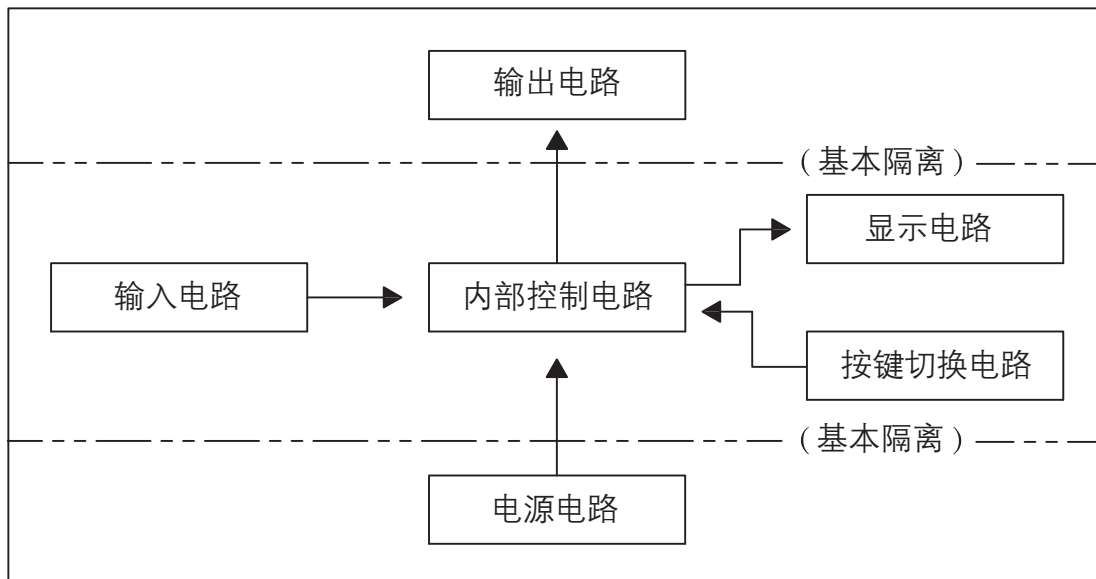 输出电路
（基本隔离）
显示电路
输入电路
内部控制电路
按键切换电路
（基本隔离）
电源电路